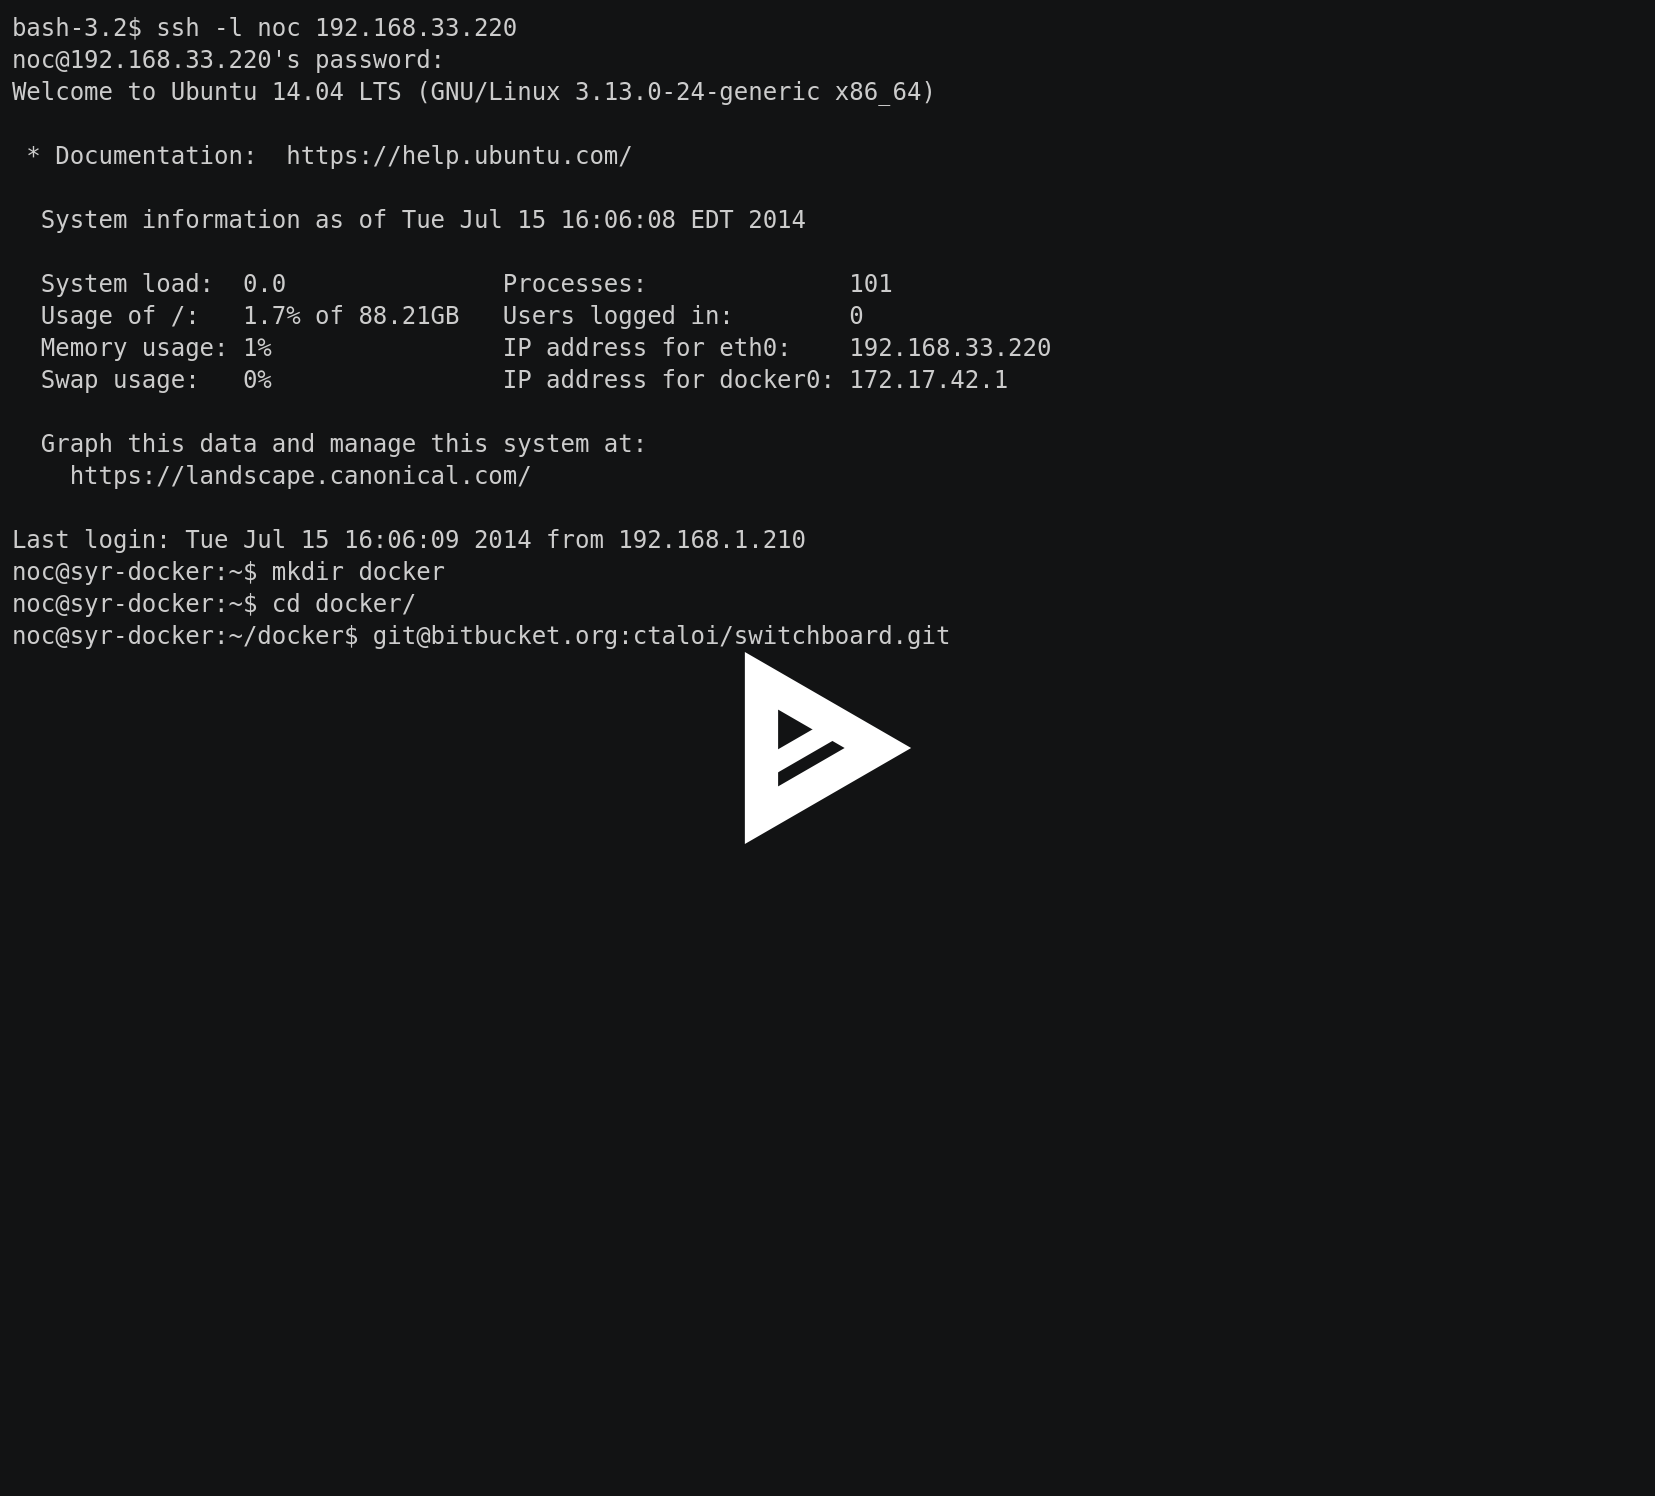 bash-3.2$ ssh -l noc 192.168.33.220
noc@192.168.33.220's password:
Welcome to Ubuntu 14.04 LTS (GNU/Linux 3.13.0-24-generic x86_64)
* Documentation:  https://help.ubuntu.com/
System information as of Tue Jul 15 16:06:08 EDT 2014
System load:  0.0               Processes:              101
Usage of /:   1.7% of 88.21GB   Users logged in:        0
Memory usage: 1%                IP address for eth0:    192.168.33.220
Swap usage:   0%                IP address for docker0: 172.17.42.1
Graph this data and manage this system at:
https://landscape.canonical.com/
Last login: Tue Jul 15 16:06:09 2014 from 192.168.1.210
noc@syr-docker:~$ mkdir docker
noc@syr-docker:~$ cd docker/
noc@syr-docker:~/docker$ git@bitbucket.org:ctaloi/switchboard.git